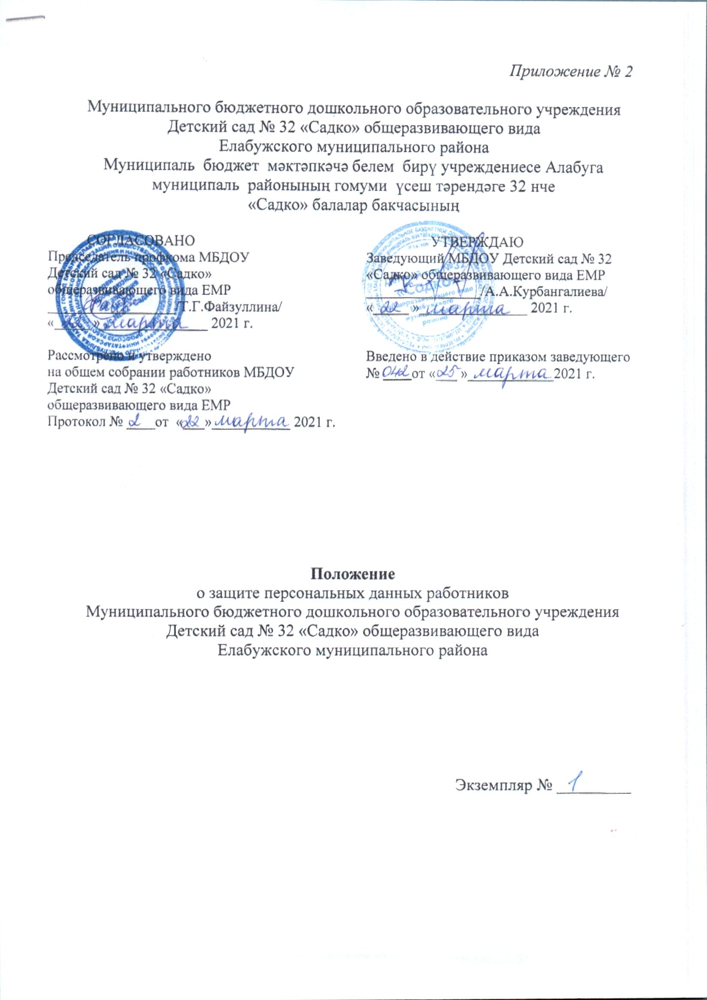 Приложение № 2
Муниципального бюджетного дошкольного образовательного учреждения
Детский сад № 32 «Садко» общеразвивающего вида
Елабужского муниципального района
Муниципаль бюджет мәктәпкәчә белем бирү учреждениесе Алабуга
муниципаль районының гомуми үсеш тәрендәге 32 нче
«Садко» балалар бакчасының
СОГЛАСОВАНО
Председатель профкома МБДОУ
Детский сад № 32 «Садко»
общеразвивающего вида ЕМР
/Т.Г.Файзуллина/
«22» марта 2021 г.
УТВЕРЖДАЮ
Заведующий МБДОУ Детский сад № 32
«Садко» общеразвивающего вида ЕМР
/А.А.Курбангалиева/
«22» марта 2021 г.
Рассмотрено и утверждено
на общем собрании работников МБДОУ
Детский сад № 32 «Садко»
общеразвивающего вида ЕМР
Протокол № 2 от «22» марта 2021 г.
Введено в действие приказом заведующего
№ 042 от «25» марта 2021 г.
Положение
о защите персональных данных работников
Муниципального бюджетного дошкольного образовательного учреждения
Детский сад № 32 «Садко» общеразвивающего вида
Елабужского муниципального района
Экземпляр № 1